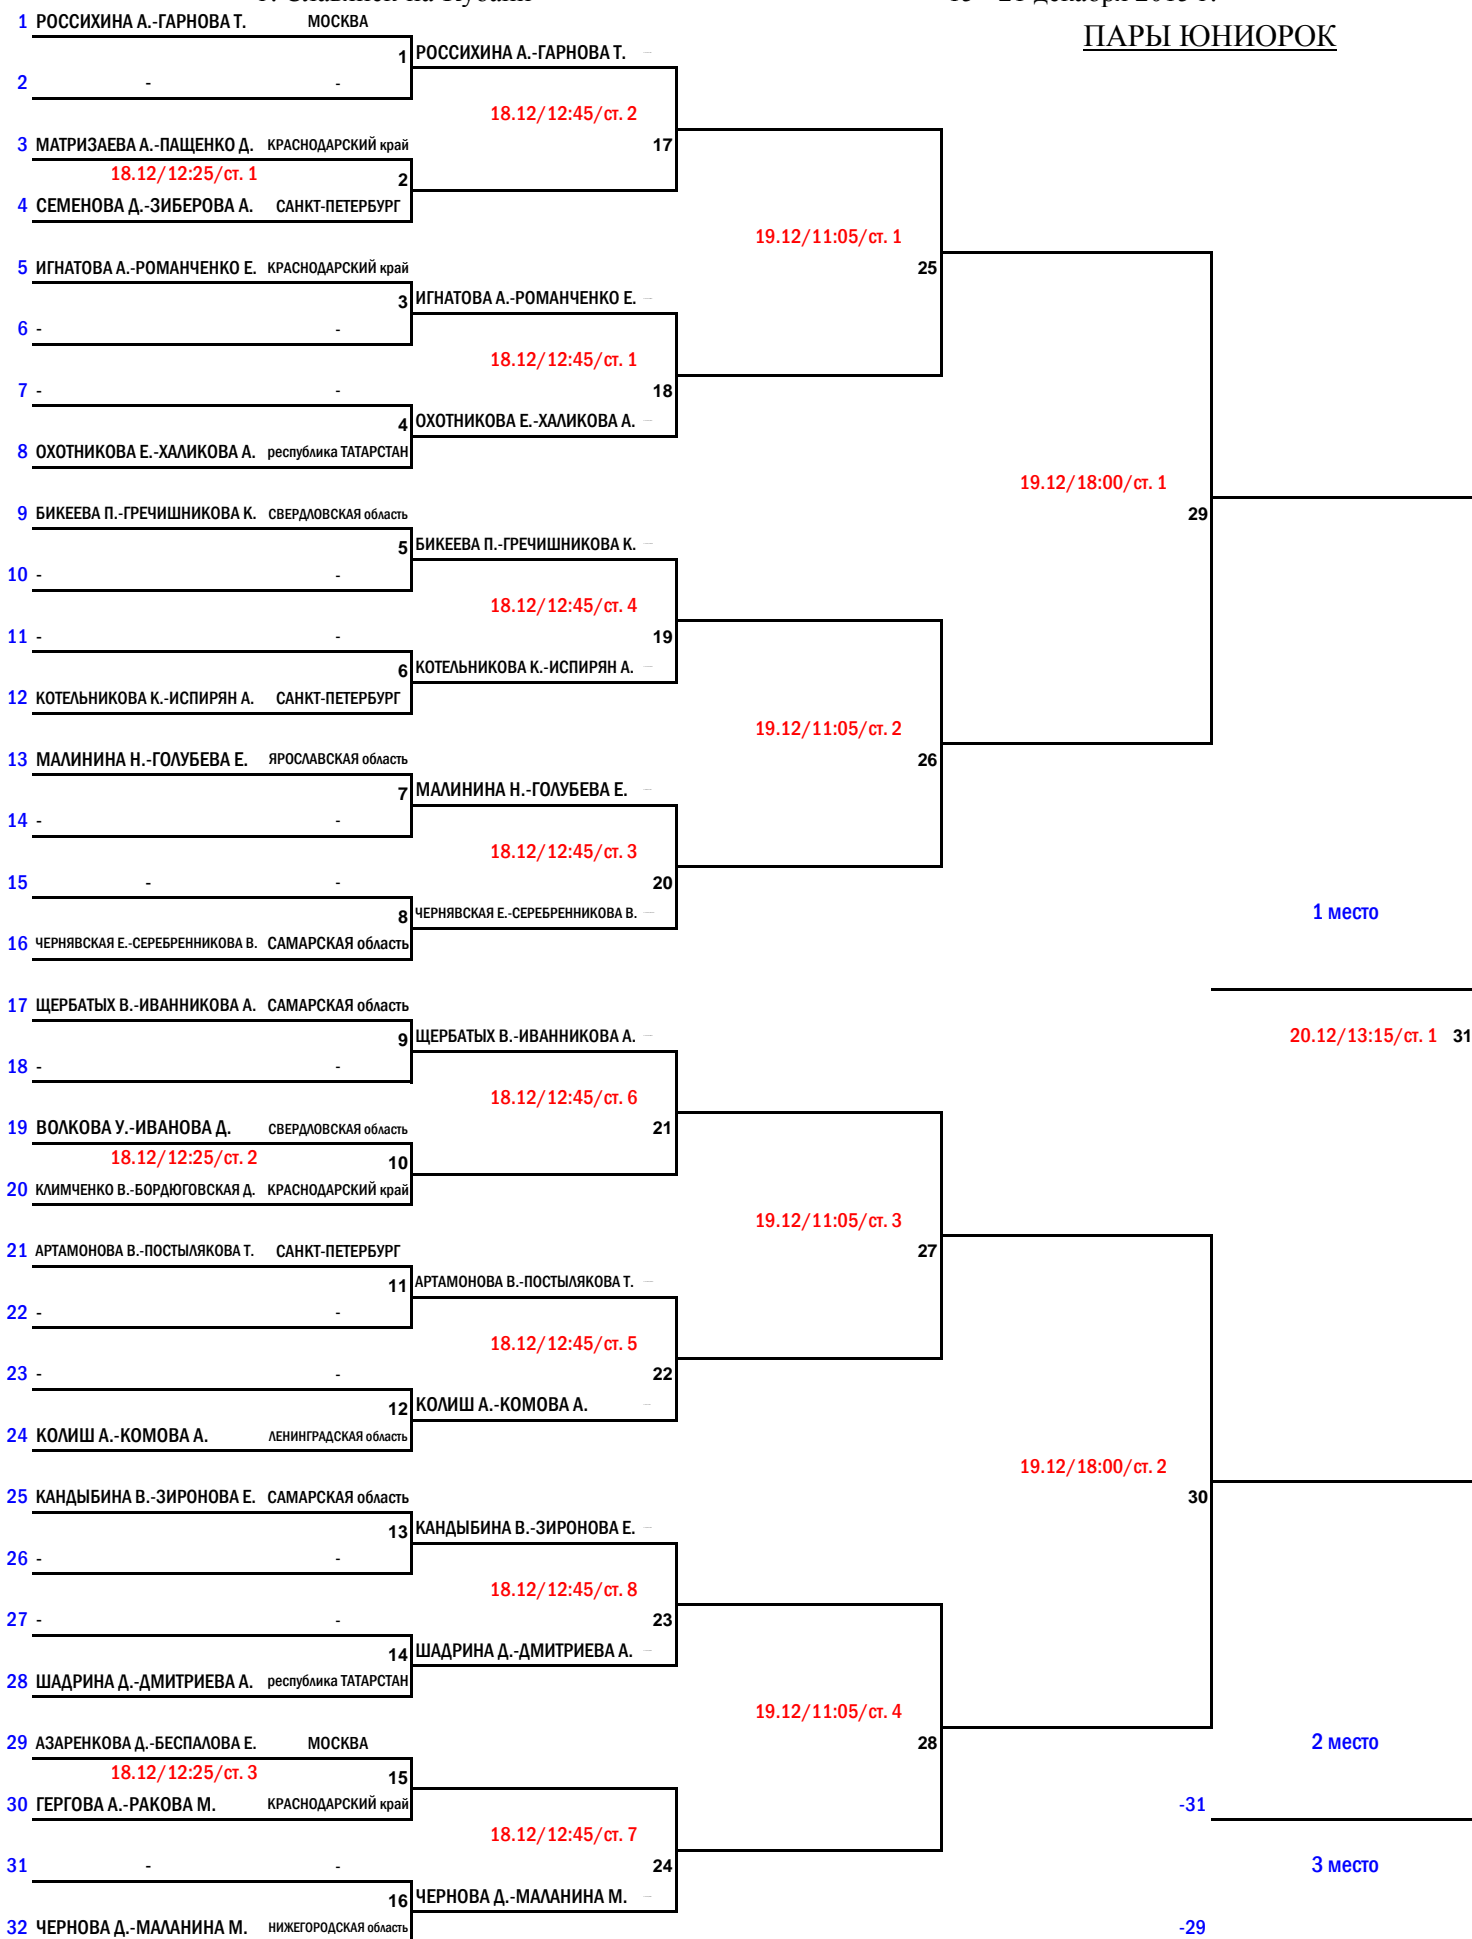 1 РОССИХИНА А.-ГАРНОВА Т. МОСКВА
ПАРЫ ЮНИОРОК
1 РОССИХИНА А.-ГАРНОВА Т.
2 - -
18.12/12:45/ст. 2
3 МАТРИЗАЕВА А.-ПАЩЕНКО Д. КРАСНОДАРСКИЙ край 17
18.12/12:25/ст. 1 2
4 СЕМЕНОВА Д.-ЗИБЕРОВА А. САНКТ-ПЕТЕРБУРГ
19.12/11:05/ст. 1
5 ИГНАТОВА А.-РОМАНЧЕНКО Е. КРАСНОДАРСКИЙ край 25
3 ИГНАТОВА А.-РОМАНЧЕНКО Е.
6 - -
18.12/12:45/ст. 1
7 - - 18
4 ОХОТНИКОВА Е.-ХАЛИКОВА А.
8 ОХОТНИКОВА Е.-ХАЛИКОВА А. республика ТАТАРСТАН
19.12/18:00/ст. 1
9 БИКЕЕВА П.-ГРЕЧИШНИКОВА К. СВЕРДЛОВСКАЯ область 29
5 БИКЕЕВА П.-ГРЕЧИШНИКОВА К.
10 - -
18.12/12:45/ст. 4
11 - - 19
6 КОТЕЛЬНИКОВА К.-ИСПИРЯН А.
12 КОТЕЛЬНИКОВА К.-ИСПИРЯН А. САНКТ-ПЕТЕРБУРГ
19.12/11:05/ст. 2
13 МАЛИНИНА Н.-ГОЛУБЕВА Е. ЯРОСЛАВСКАЯ область 26
7 МАЛИНИНА Н.-ГОЛУБЕВА Е.
14 - -
18.12/12:45/ст. 3
15 - - 20
8 ЧЕРНЯВСКАЯ Е.-СЕРЕБРЕННИКОВА В. 1 место
16 ЧЕРНЯВСКАЯ Е.-СЕРЕБРЕННИКОВА В. САМАРСКАЯ область
17 ЩЕРБАТЫХ В.-ИВАННИКОВА А. САМАРСКАЯ область
9 ЩЕРБАТЫХ В.-ИВАННИКОВА А. 20.12/13:15/ст. 1 31
18 - -
18.12/12:45/ст. 6
19 ВОЛКОВА У.-ИВАНОВА Д. СВЕРДЛОВСКАЯ область 21
18.12/12:25/ст. 2 10
20 КЛИМЧЕНКО В.-БОРДЮГОВСКАЯ Д. КРАСНОДАРСКИЙ край
19.12/11:05/ст. 3
21 АРТАМОНОВА В.-ПОСТЫЛЯКОВА Т. САНКТ-ПЕТЕРБУРГ 27
11 АРТАМОНОВА В.-ПОСТЫЛЯКОВА Т.
22 - -
18.12/12:45/ст. 5
23 - - 22
12 КОЛИШ А.-КОМОВА А.
24 КОЛИШ А.-КОМОВА А. ЛЕНИНГРАДСКАЯ область
19.12/18:00/ст. 2
25 КАНДЫБИНА В.-ЗИРОНОВА Е. САМАРСКАЯ область 30
13 КАНДЫБИНА В.-ЗИРОНОВА Е.
26 - -
18.12/12:45/ст. 8
27 - - 23
14 ШАДРИНА Д.-ДМИТРИЕВА А.
28 ШАДРИНА Д.-ДМИТРИЕВА А. республика ТАТАРСТАН
19.12/11:05/ст. 4
29 АЗАРЕНКОВА Д.-БЕСПАЛОВА Е. МОСКВА 28 2 место
18.12/12:25/ст. 3 15
30 ГЕРГОВА А.-РАКОВА М. КРАСНОДАРСКИЙ край -31
18.12/12:45/ст. 7
31 - - 24 3 место
16 ЧЕРНОВА Д.-МАЛАНИНА М.
32 ЧЕРНОВА Д.-МАЛАНИНА М. НИЖЕГОРОДСКАЯ область -29